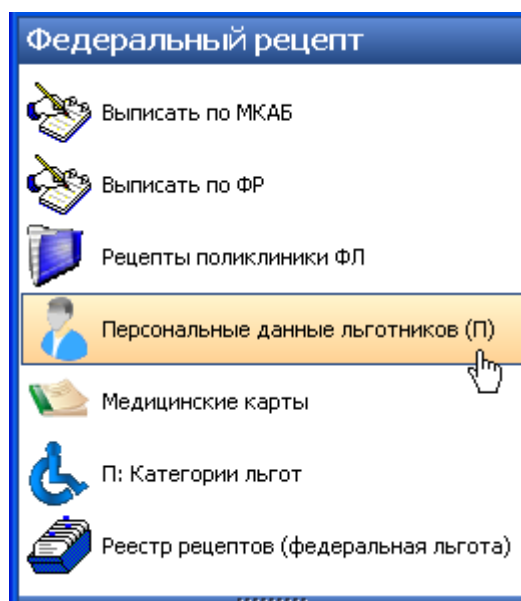 Федеральный рецепт
Выписать по МКАБ
Выписать по ФР
Рецепты поликлиники ФЛ
Персональные данные льготников (П)
Медицинские карты
П: Категории льгот
Реестр рецептов (федеральная льгота)